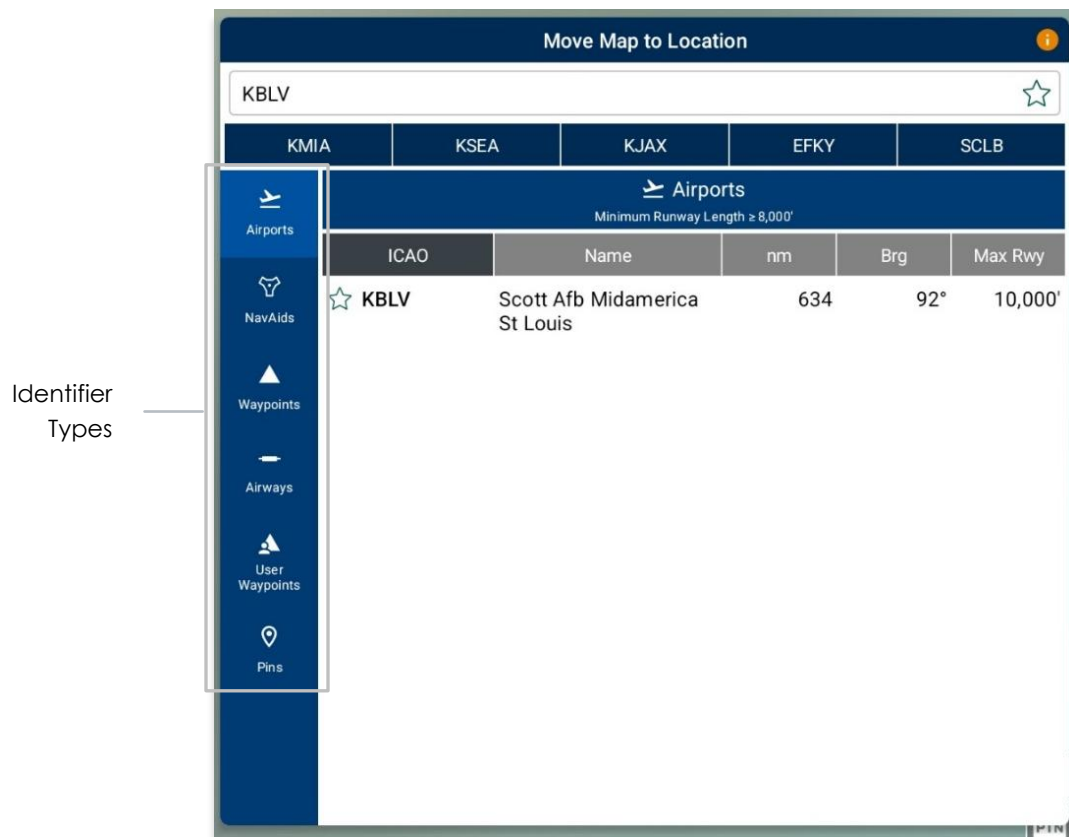 Move Map to Location
KBLV
KMIA KSEA KJAX EFKY SCLB
Airports
Minimum Runway Length ≥ 8,000'
ICAO Name nm Brg Max Rwy
KBLV Scott Afb Midamerica 634 92° 10,000'
St Louis
Airports
NavAids
Waypoints
Airways
User
Waypoints
Pins
Identifier
Types
PIN